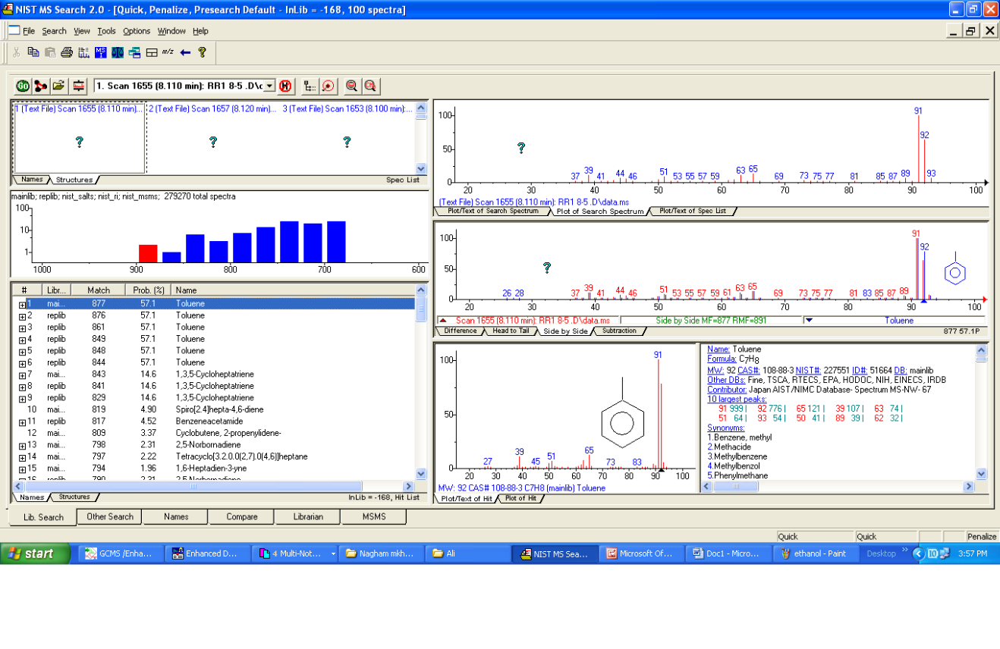 NIST MS Search 2.0 - [Quick, Penalize, Presearch Default - InLib = -168, 100 spectra]
File Search View Tools Options Window Help
m/z
1. Scan 1655 (8.110 min): RR1 8-5 .D\c
1 (Text File) Scan 1655 (8.110 min)... 2 (Text File) Scan 1657 (8.120 min)... 3 (Text File) Scan 1653 (8.100 min):...
? ? ?
Names Structures Spec List
mainlib; replib; nist_salts; nist_ri; nist_msms; 279270 total spectra
100
10
1
1000 900 800 700 600
# Libr... Match Prob. (%) Name
1 mai... 877 57.1 Toluene
2 replib 876 57.1 Toluene
3 replib 861 57.1 Toluene
4 replib 849 57.1 Toluene
5 replib 848 57.1 Toluene
6 replib 844 57.1 Toluene
7 mai... 843 14.6 1,3,5-Cycloheptatriene
8 replib 841 14.6 1,3,5-Cycloheptatriene
9 replib 829 14.6 1,3,5-Cycloheptatriene
10 mai... 819 4.90 Spiro[2.4]hepta-4,6-diene
11 replib 817 4.52 Benzeneacetamide
12 mai... 809 3.37 Cyclobutene, 2-propenylidene-
13 mai... 798 2.31 2,5-Norbornadiene
14 mai... 797 2.22 Tetracyclo[3.2.0.0(2,7).0(4,6)]heptane
15 mai... 794 1.96 1,6-Heptadien-3-yne
16 replib 790 2.31 2,5-Norbornadiene
Names Structures InLib = -168, Hit List
100
50
0
?
37 39 41 44 46 51 53 55 57 59 63 65 69 73 75 77 81 85 87 89 91 92 93
20 30 40 50 60 70 80 90 100
(Text File) Scan 1655 (8.110 min): RR1 8-5 .D\data.ms
Plot/Text of Search Spectrum Plot of Search Spectrum Plot/Text of Spec List
100
50
0
?
26 28 37 39 41 44 46 51 53 55 57 59 61 63 65 69 73 75 77 81 83 85 87 89 91 92
20 30 40 50 60 70 80 90 100
Scan 1655 (8.110 min): RR1 8-5 .D\data.ms Side by Side MF=877 RMF=891 Toluene
Difference Head to Tail Side by Side Subtraction 877 57.1P
100
50
0
27 39 45 51 65 73 83 91
20 30 40 50 60 70 80 90 100
MW: 92 CAS# 108-88-3 C7H8 (mainlib) Toluene
Plot/Text of Hit Plot of Hit
Name: Toluene
Formula: C7H8
MW: 92 CAS#: 108-88-3 NIST#: 227551 ID#: 51664 DB: mainlib
Other DBs: Fine, TSCA, RTECS, EPA, HODOC, NIH, EINECS, IRDB
Contributor: Japan AIST/NIMC Database- Spectrum MS-NW- 67
10 largest peaks:
91 999 | 92 776 | 65 121 | 39 107 | 63 74 |
51 64 | 93 54 | 50 41 | 89 39 | 62 32 |
Synonyms:
1.Benzene, methyl
2.Methacide
3.Methylbenzene
4.Methylbenzol
5.Phenylmethane
Lib. Search Other Search Names Compare Librarian MSMS
Quick Quick Penalize
start GCMS /Enha... Enhanced D... 4 Multi-Not... Nagham mkh... Ali NIST MS Sea... Microsoft Of... Doc1 - Micro... ethanol - Paint Desktop » 3:57 PM